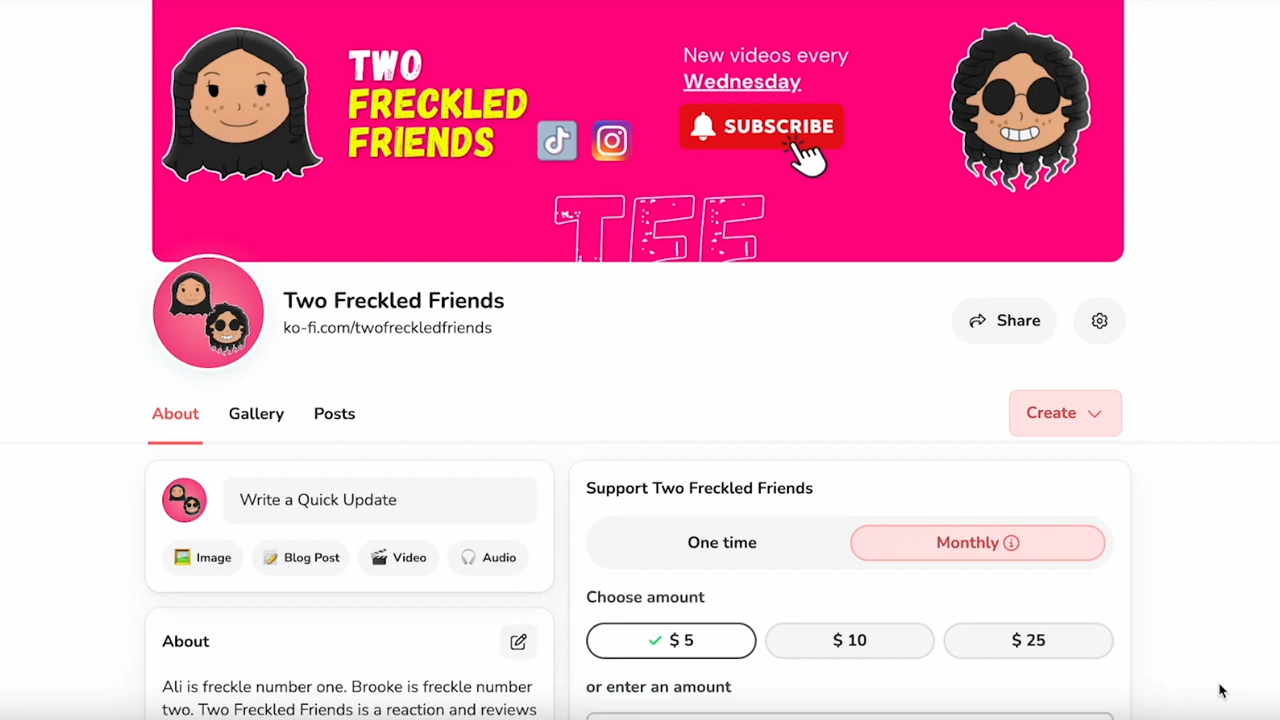 TWO
FRECKLED
FRIENDS
New videos every
Wednesday
SUBSCRIBE
TEE
Two Freckled Friends
ko-fi.com/twofreckledfriends
Share
About
Gallery
Posts
Create
Write a Quick Update
Image
Blog Post
Video
Audio
About
Ali is freckle number one. Brooke is freckle number
two. Two Freckled Friends is a reaction and reviews
Support Two Freckled Friends
One time
Monthly
Choose amount
$ 5
$ 10
$ 25
or enter an amount